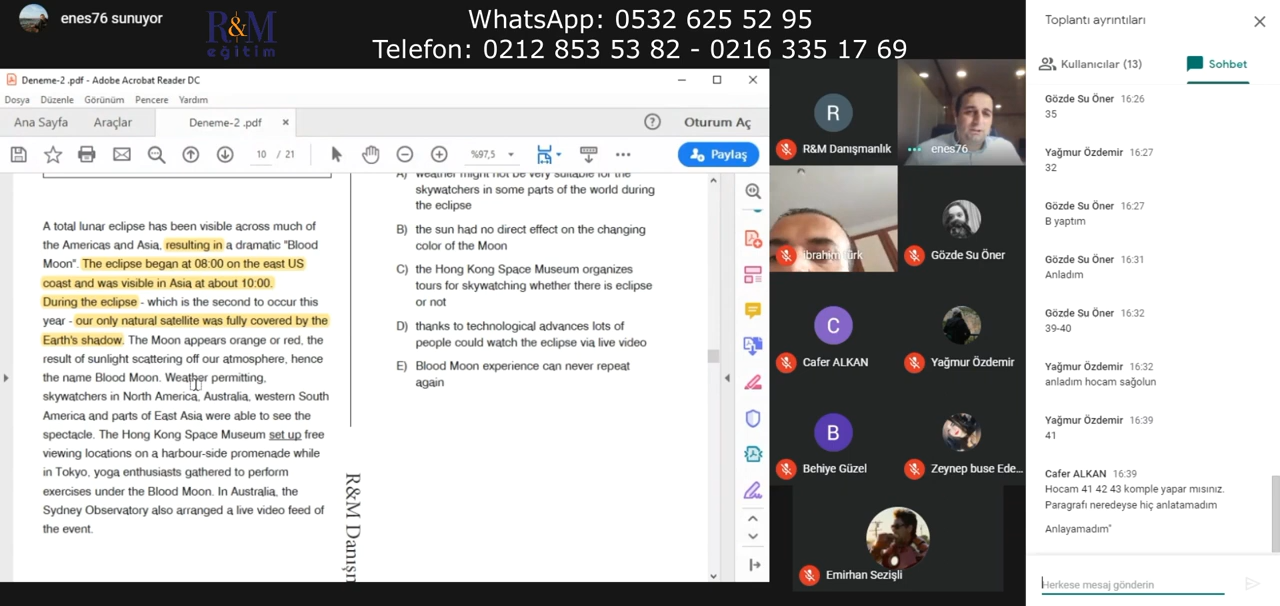 enes76 sunuyor
R&M
eğitim
WhatsApp: 0532 625 52 95
Telefon: 0212 853 53 82 - 0216 335 17 69
Deneme-2 .pdf - Adobe Acrobat Reader DC
Dosya Düzenle Görünüm Pencere Yardım
Ana Sayfa Araçlar Deneme-2 .pdf Oturum Aç
10 / 21 %97,5 Paylaş
A total lunar eclipse has been visible across much of
the Americas and Asia, resulting in a dramatic "Blood
Moon". The eclipse began at 08:00 on the east US
coast and was visible in Asia at about 10:00.
During the eclipse - which is the second to occur this
year - our only natural satellite was fully covered by the
Earth's shadow. The Moon appears orange or red, the
result of sunlight scattering off our atmosphere, hence
the name Blood Moon. Weather permitting,
skywatchers in North America, Australia, western South
America and parts of East Asia were able to see the
spectacle. The Hong Kong Space Museum set up free
viewing locations on a harbour-side promenade while
in Tokyo, yoga enthusiasts gathered to perform
exercises under the Blood Moon. In Australia, the
Sydney Observatory also arranged a live video feed of
the event.
A) weather might not be very suitable for the
skywatchers in some parts of the world during
the eclipse
B) the sun had no direct effect on the changing
color of the Moon
C) the Hong Kong Space Museum organizes
tours for skywatching whether there is eclipse
or not
D) thanks to technological advances lots of
people could watch the eclipse via live video
E) Blood Moon experience can never repeat
again
R&M Danışm
R
R&M Danışmanlık
enes76
Gözde Su Öner
C
Cafer ALKAN
Yağmur Özdemir
B
Behiye Güzel
Zeynep buse Ede...
Emirhan Sezişli
Toplantı ayrıntıları
Kullanıcılar (13) Sohbet
Gözde Su Öner 16:26
35
Yağmur Özdemir 16:27
32
Gözde Su Öner 16:27
B yaptım
Gözde Su Öner 16:31
Anladım
Gözde Su Öner 16:32
39-40
Yağmur Özdemir 16:32
anladım hocam sağolun
Yağmur Özdemir 16:39
41
Cafer ALKAN 16:39
Hocam 41 42 43 komple yapar mısınız.
Paragrafı neredeyse hiç anlatamadım
Anlayamadım"
Herkese mesaj gönderin